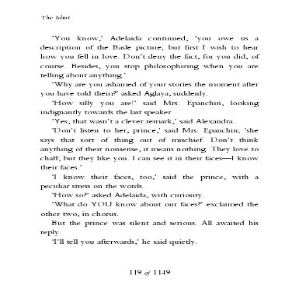 The Idiot
'You know,' Adelaida continued, 'you owe us a
description of the Basle picture; but first I wish to hear
how you fell in love. Don't deny the fact, for you did, of
course. Besides, you stop philosophizing when you are
telling about anything.'
'Why are you ashamed of your stories the moment after
you have told them?' asked Aglaya, suddenly.
'How silly you are!' said Mrs. Epanchin, looking
indignantly towards the last speaker.
'Yes, that wasn't a clever remark,' said Alexandra.
'Don't listen to her, prince,' said Mrs. Epanchin; 'she
says that sort of thing out of mischief. Don't think
anything of their nonsense, it means nothing. They love to
chaff, but they like you. I can see it in their faces—I know
their faces.'
'I know their faces, too,' said the prince, with a
peculiar stress on the words.
'How so?' asked Adelaida, with curiosity.
'What do YOU know about our faces?' exclaimed the
other two, in chorus.
But the prince was silent and serious. All awaited his
reply.
'I'll tell you afterwards,' he said quietly.
119 of 1149